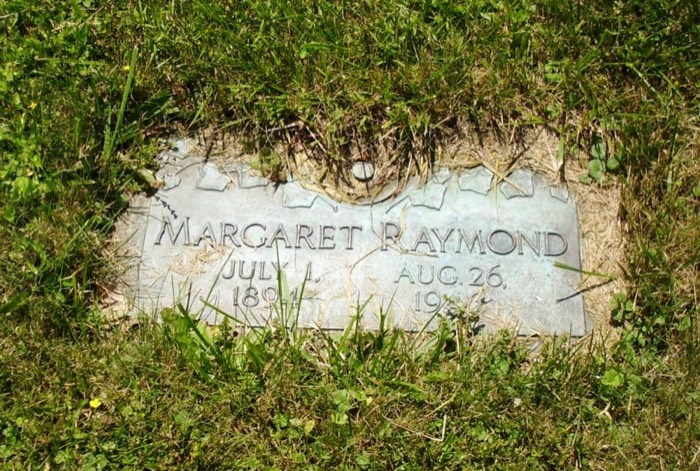 MARGARET RAYMOND
JULY 1, AUG. 26,